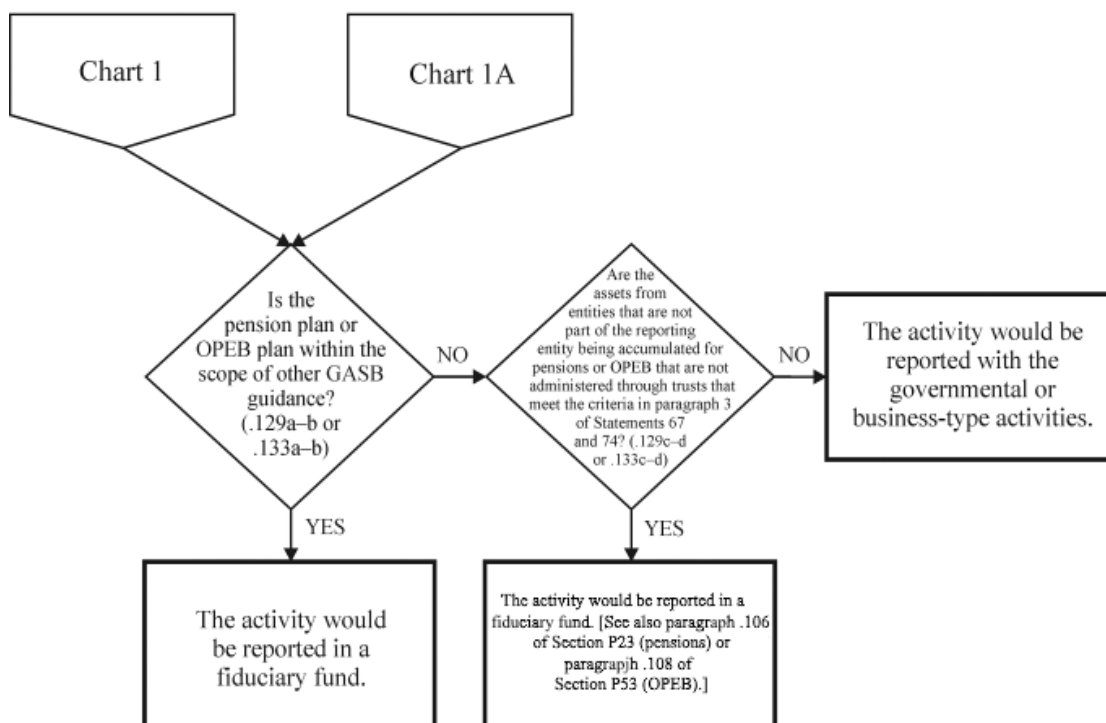 Chart 1
Chart 1A
Is the
pension plan or
OPEB plan within the
scope of other GASB
guidance?
(.129a–b or
.133a–b)
NO
Are the
assets from
entities that are not
part of the reporting
entity being accumulated for
pensions or OPEB that are not
administered through trusts that
meet the criteria in paragraph 3
of Statements 67
and 74? (.129c–d
or .133c–d)
NO
The activity would be
reported with the
governmental or
business-type activities.
YES
YES
The activity would
be reported in a
fiduciary fund.
The activity would be reported in a
fiduciary fund. [See also paragraph .106
of Section P23 (pensions) or
paragrapjh .108 of
Section P53 (OPEB).]